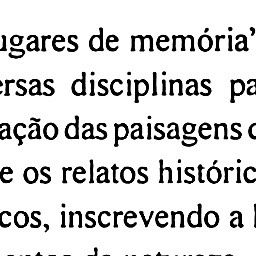 ugares de memória"
ersas disciplinas pa
ação das paisagens d
e os relatos históric
cos, inscrevendo a h